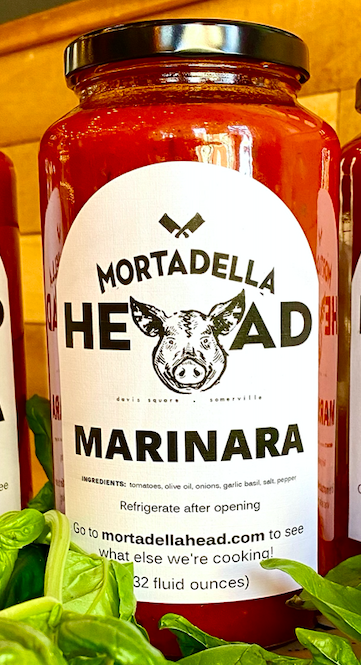 MORTADELLA
HEAD
davis square . somerville
MARINARA
INGREDIENTS: tomatoes, olive oil, onions, garlic basil, salt, pepper
Refrigerate after opening
Go to mortadellahead.com to see
what else we're cooking!
(32 fluid ounces)